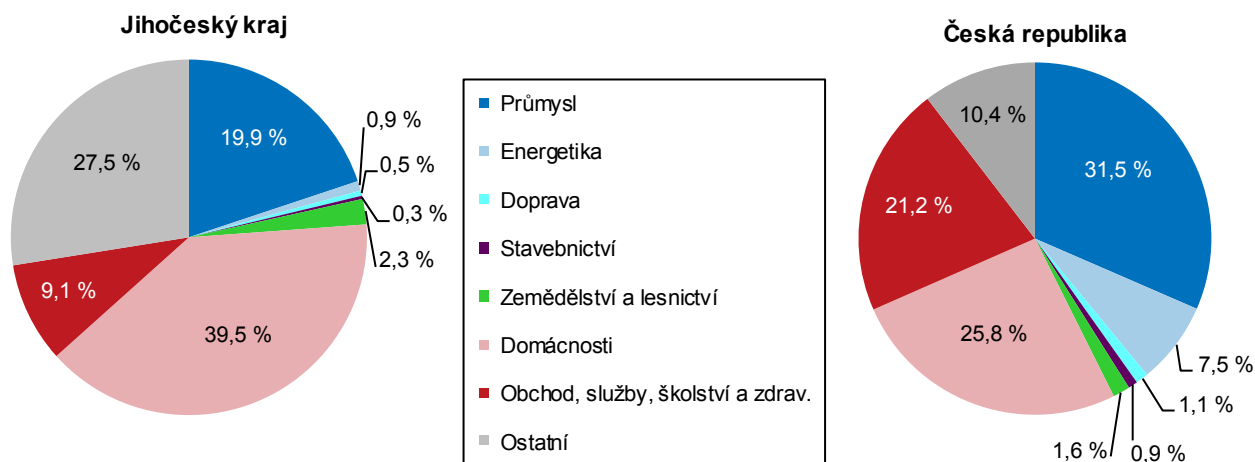 Jihočeský kraj
19,9 %
0,9 %
0,5 %
0,3 %
2,3 %
39,5 %
9,1 %
27,5 %
Průmysl
Energetika
Doprava
Stavebnictví
Zemědělství a lesnictví
Domácnosti
Obchod, služby, školství a zdrav.
Ostatní
Česká republika
31,5 %
7,5 %
1,1 %
0,9 %
1,6 %
25,8 %
21,2 %
10,4 %